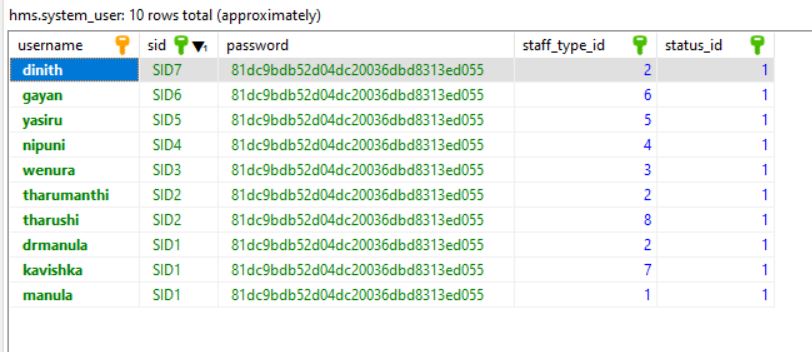 hms.system_user: 10 rows total (approximately)
username sid 1 password staff_type_id status_id
dinith SID7 81dc9bdb52d04dc20036dbd8313ed055 2 1
gayan SID6 81dc9bdb52d04dc20036dbd8313ed055 6 1
yasiru SID5 81dc9bdb52d04dc20036dbd8313ed055 5 1
nipuni SID4 81dc9bdb52d04dc20036dbd8313ed055 4 1
wenura SID3 81dc9bdb52d04dc20036dbd8313ed055 3 1
tharumanthi SID2 81dc9bdb52d04dc20036dbd8313ed055 2 1
tharushi SID2 81dc9bdb52d04dc20036dbd8313ed055 8 1
drmanula SID1 81dc9bdb52d04dc20036dbd8313ed055 2 1
kavishka SID1 81dc9bdb52d04dc20036dbd8313ed055 7 1
manula SID1 81dc9bdb52d04dc20036dbd8313ed055 1 1